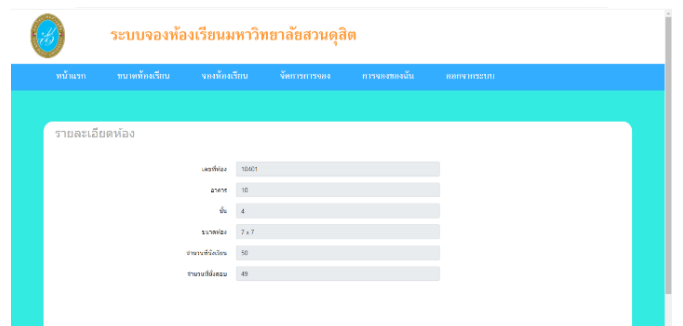 ระบบจองห้องเรียนมหาวิทยาลัยสวนดุสิต
หน้าแรก ขนาดห้องเรียน จองห้องเรียน จัดการการจอง การจองของฉัน ออกจากระบบ
รายละเอียดห้อง
เลขที่ห้อง 10401
อาคาร 10
ชั้น 4
ขนาดห้อง 7 x 7
จำนวนที่นั่งเรียน 50
จำนวนที่นั่งสอบ 49